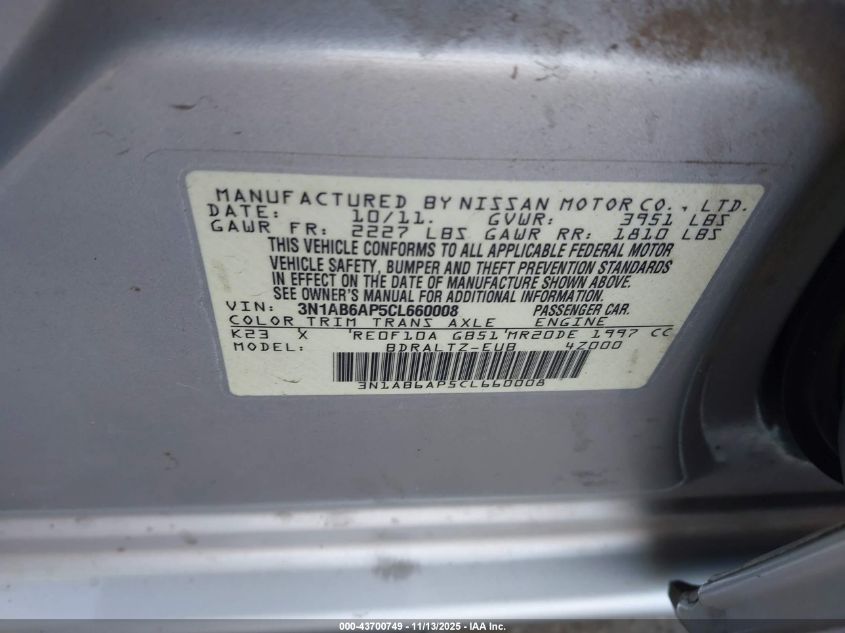 MANUFACTURED BY NISSAN MOTOR CO., LTD.
DATE: 10/11. GVWR: 3951 LBS
GAWR FR: 2227 LBS GAWR RR: 1810 LBS
THIS VEHICLE CONFORMS TO ALL APPLICABLE FEDERAL MOTOR
VEHICLE SAFETY, BUMPER AND THEFT PREVENTION STANDARDS
IN EFFECT ON THE DATE OF MANUFACTURE SHOWN ABOVE.
SEE OWNER'S MANUAL FOR ADDITIONAL INFORMATION.
VIN: 3N1AB6AP5CL660008 PASSENGER CAR.
COLOR TRIM TRANS AXLE ENGINE
K23 X 'RE0F10A GB51'MR20DE 1997 CC
MODEL: BDRALTZ-EUB 4Z000
3N1AB6AP5CL660008
000-43700749 - 11/13/2025 - IAA Inc.